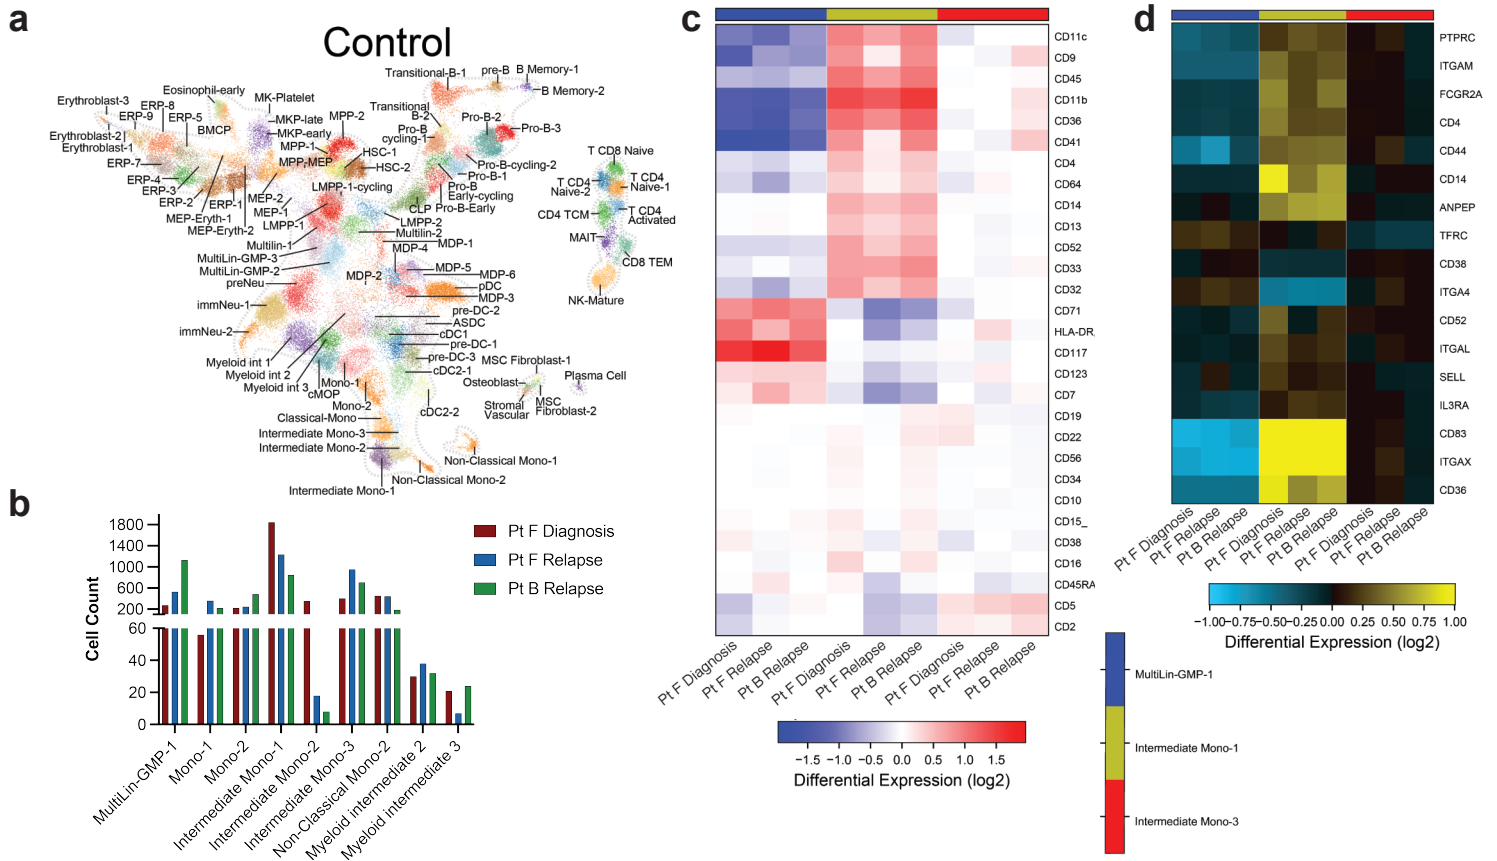 a
Control
Transitional-B-1
pre-B
B Memory-1
B Memory-2
Eosinophil-early
MK-Platelet
Erythroblast-3
ERP-8
ERP-9
ERP-5
BMCP
MKP-late
MKP-early
MPP-2
Transitional
B-2
Pro-B
cycling-1
Pro-B-2
Pro-B-3
Erythroblast-2
Erythroblast-1
MPP-1
HSC-1
MPP-MEP
HSC-2
Pro-B-cycling-2
Pro-B-1
T CD8 Naive
ERP-7
ERP-4
ERP-3
ERP-2
ERP-1
MEP-2
LMPP-1-cycling
Pro-B
Early-cycling
T CD4
Naive-2
T CD4
Naive-1
MEP-Eryth-1
MEP-Eryth-2
MEP-1
LMPP-1
CLP
Pro-B-Early
LMPP-2
CD4 TCM
T CD4
Activated
Multilin-1
Multilin-2
MDP-1
MAIT
MultiLin-GMP-3
MDP-4
CD8 TEM
MultiLin-GMP-2
MDP-2
MDP-5
MDP-6
preNeu
pDC
MDP-3
NK-Mature
immNeu-1
pre-DC-2
ASDC
immNeu-2
cDC1
pre-DC-1
Myeloid int 1
pre-DC-3
MSC Fibroblast-1
Myeloid int 2
cDC2-1
Plasma Cell
Myeloid int 3
Mono-1
Osteoblast
cMOP
Mono-2
cDC2-2
Stromal
Vascular
MSC
Fibroblast-2
Classical-Mono
Intermediate Mono-3
Intermediate Mono-2
Non-Classical Mono-1
Non-Classical Mono-2
Intermediate Mono-1
b
Cell Count
1800
1400
1000
600
200
60
40
20
0
MultiLin-GMP-1
Mono-1
Mono-2
Intermediate Mono-1
Intermediate Mono-2
Intermediate Mono-3
Non-Classical Mono-2
Myeloid intermediate 2
Myeloid intermediate 3
Pt F Diagnosis
Pt F Relapse
Pt B Relapse
c
CD11c
CD9
CD45
CD11b
CD36
CD41
CD4
CD64
CD14
CD13
CD52
CD33
CD32
CD71
HLA-DR
CD117
CD123
CD7
CD19
CD22
CD56
CD34
CD10
CD15_
CD38
CD16
CD45RA
CD5
CD2
Pt F Diagnosis
Pt F Relapse
Pt B Relapse
Pt F Diagnosis
Pt F Relapse
Pt B Relapse
Pt F Diagnosis
Pt F Relapse
Pt B Relapse
−1.5 −1.0 −0.5 0.0 0.5 1.0 1.5
Differential Expression (log2)
d
PTPRC
ITGAM
FCGR2A
CD4
CD44
CD14
ANPEP
TFRC
CD38
ITGA4
CD52
ITGAL
SELL
IL3RA
CD83
ITGAX
CD36
Pt F Diagnosis
Pt F Relapse
Pt B Relapse
Pt F Diagnosis
Pt F Relapse
Pt B Relapse
Pt F Diagnosis
Pt F Relapse
Pt B Relapse
−1.00 −0.75 −0.50 −0.25 0.00 0.25 0.50 0.75 1.00
Differential Expression (log2)
MultiLin-GMP-1
Intermediate Mono-1
Intermediate Mono-3